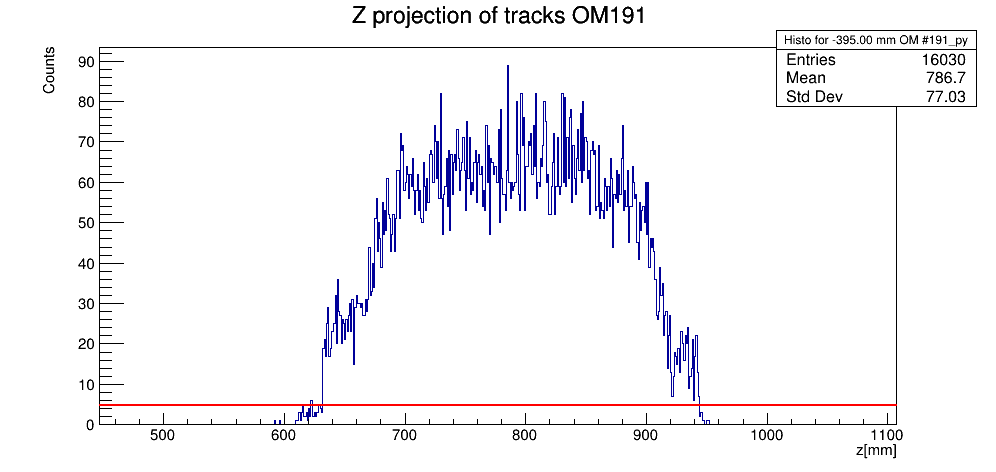 Z projection of tracks OM191
Histo for -395.00 mm OM #191_py
Entries 16030
Mean 786.7
Std Dev 77.03
Counts
90
80
70
60
50
40
30
20
10
0
500 600 700 800 900 1000 1100
z[mm]